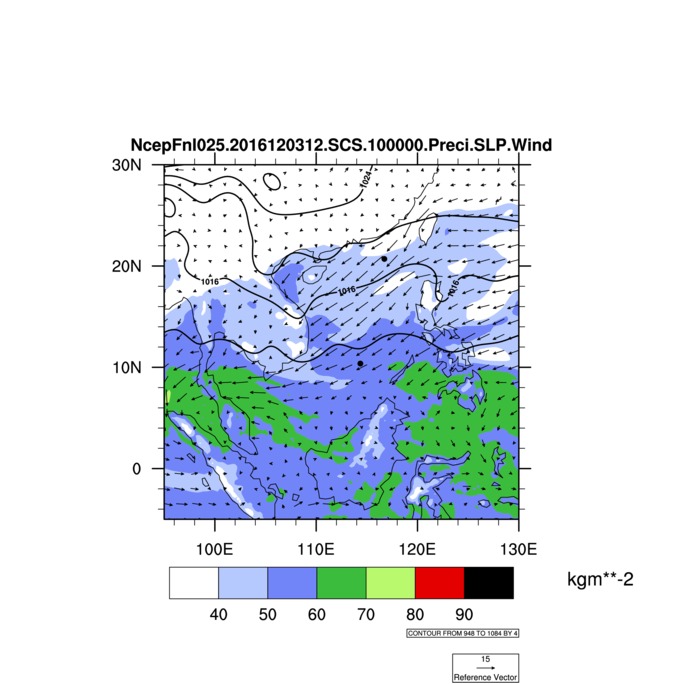 NcepFnl025.2016120312.SCS.100000.Preci.SLP.Wind
30N
1024
20N
1016
1016
1016
10N
0
100E 110E 120E 130E
kgm**-2
40 50 60 70 80 90
CONTOUR FROM 948 TO 1084 BY 4
15
Reference Vector